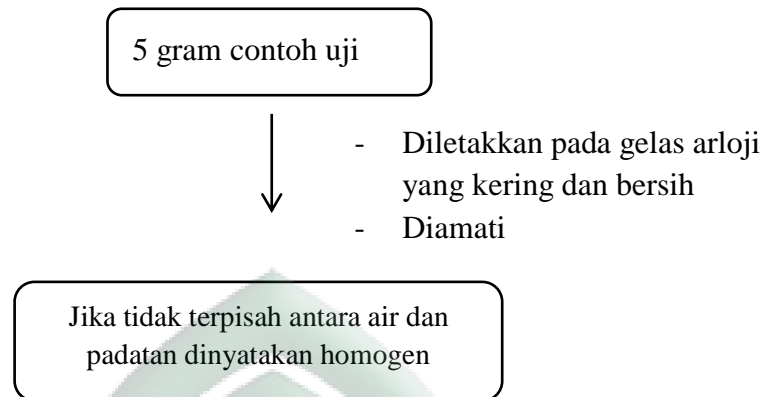 5 gram contoh uji
- Diletakkan pada gelas arloji
yang kering dan bersih
- Diamati
Jika tidak terpisah antara air dan
padatan dinyatakan homogen